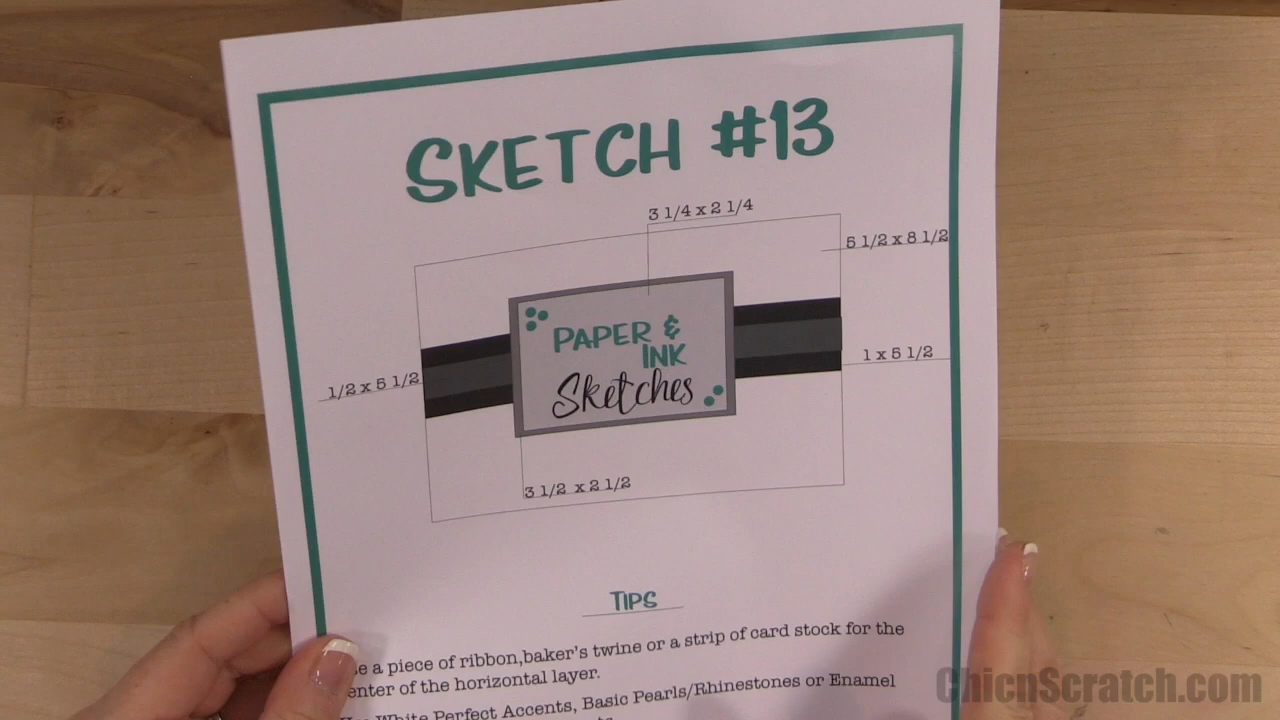 SKETCH #13
3 1/4 x 2 1/4
5 1/2 x 8 1/2
PAPER &
INK
Sketches
1 x 5 1/2
1/2 x 5 1/2
3 1/2 x 2 1/2
TIPS
a piece of ribbon,baker's twine or a strip of card stock for the
of the horizontal layer.
White Perfect Accents, Basic Pearls/Rhinestones or Enamel
ChicnScratch.com